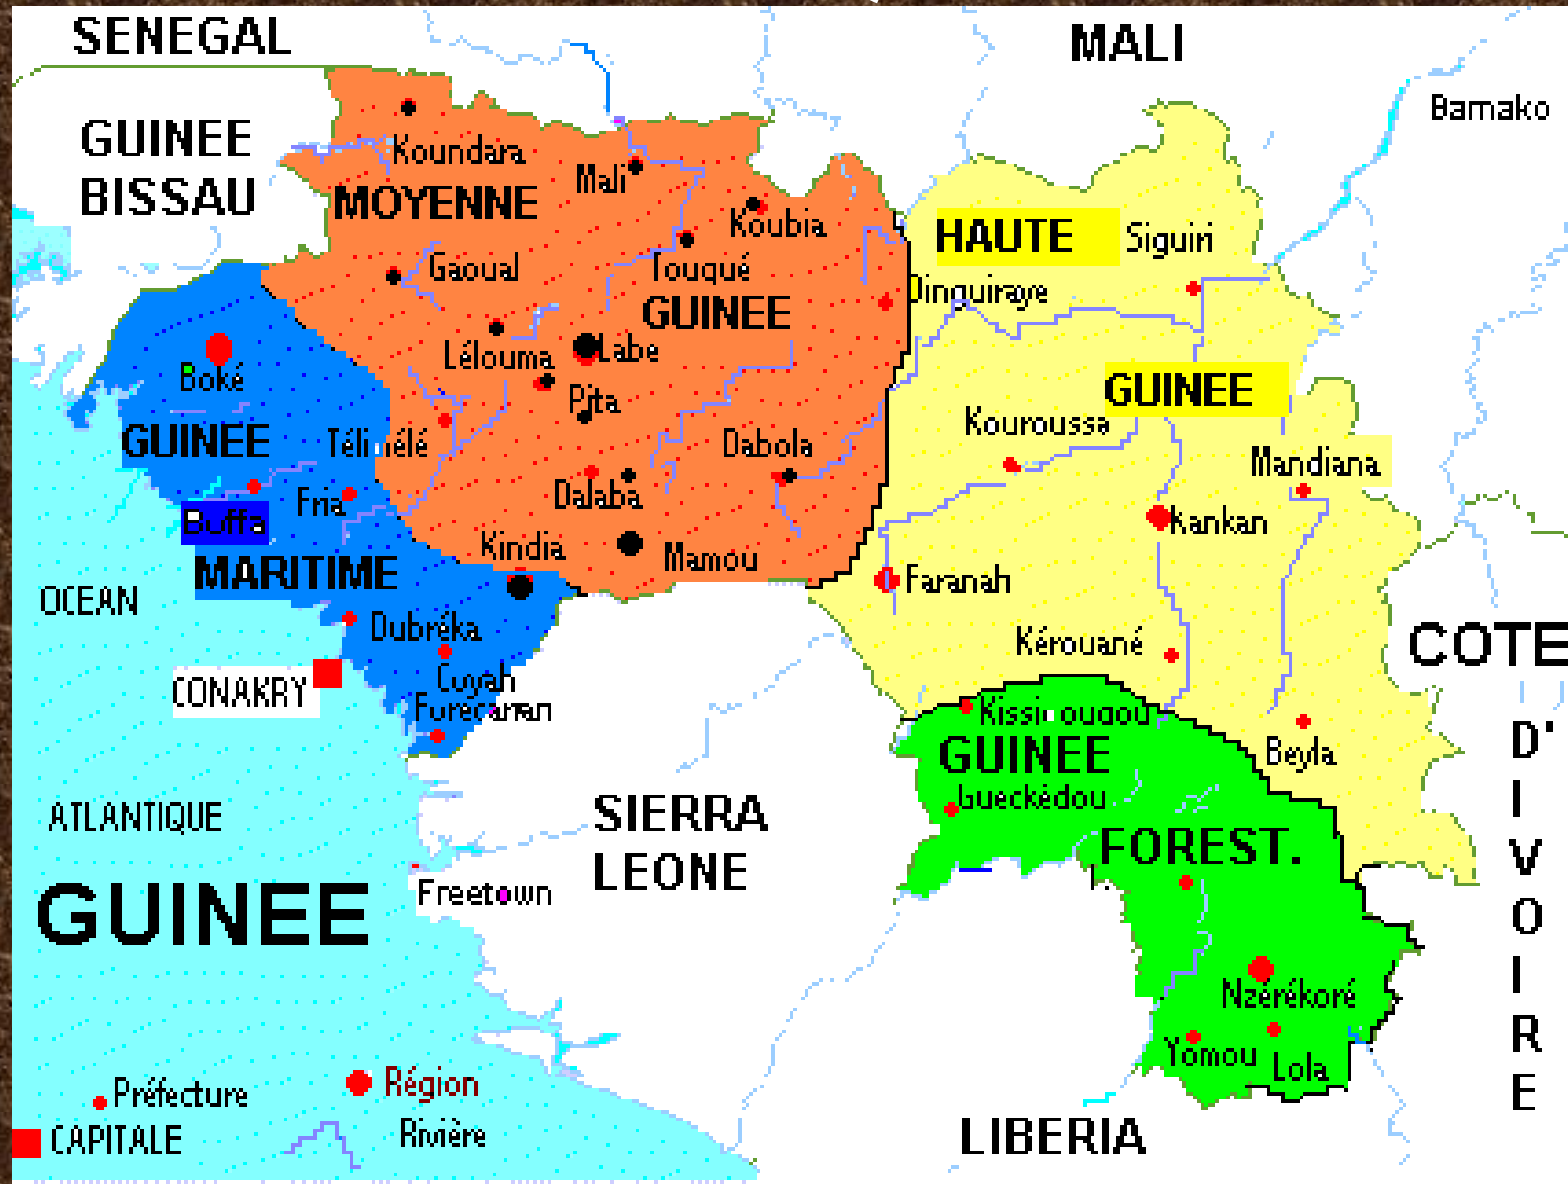 SENEGAL
MALI
Bamako
GUINEE
BISSAU
Koundara
Mali
MOYENNE
Koubia
HAUTE
Siguiri
Gaoual
Touqué
Dinguiraye
GUINEE
Lélouma
Labe
Boké
GUINEE
Pita
Kouroussa
GUINEE
Télimélé
Dabola
Mandiana
Fria
Dalaba
Buffa
Kankan
Kindia
Mamou
MARITIME
Faranah
OCEAN
Dubréka
Kérouané
COTE
D'
I
V
O
I
R
E
CONAKRY
Coyah
Forecariah
Kissidougou
GUINEE
Beyla
Gueckédou
ATLANTIQUE
SIERRA
LEONE
FOREST.
GUINEE
Freetown
Nzérékoré
Yomou
Lola
Préfecture
Région
CAPITALE
Rivière
LIBERIA